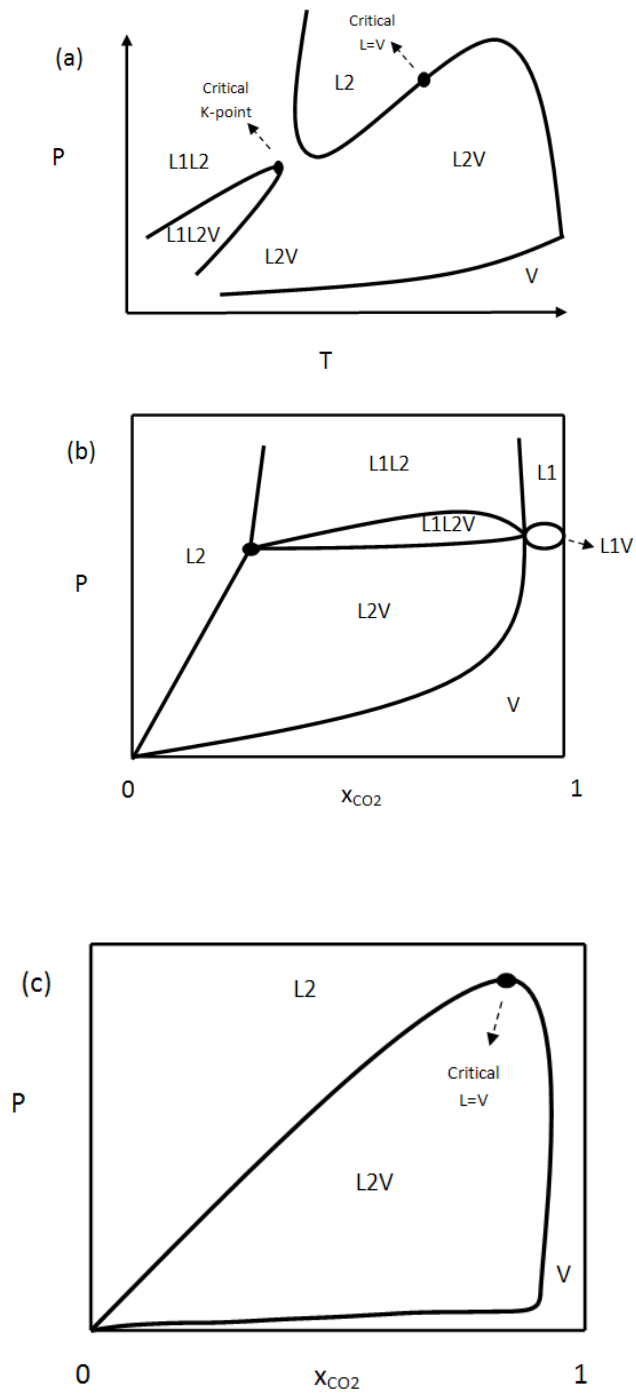 (a)
Critical
L=V
L2
Critical
K-point
P
L1L2
L2V
L1L2V
L2V
V
T
(b)
L1L2
L1
L1L2V
L2
L1V
P
L2V
V
0
xCO2
1
(c)
L2
Critical
L=V
P
L2V
V
0
xCO2
1